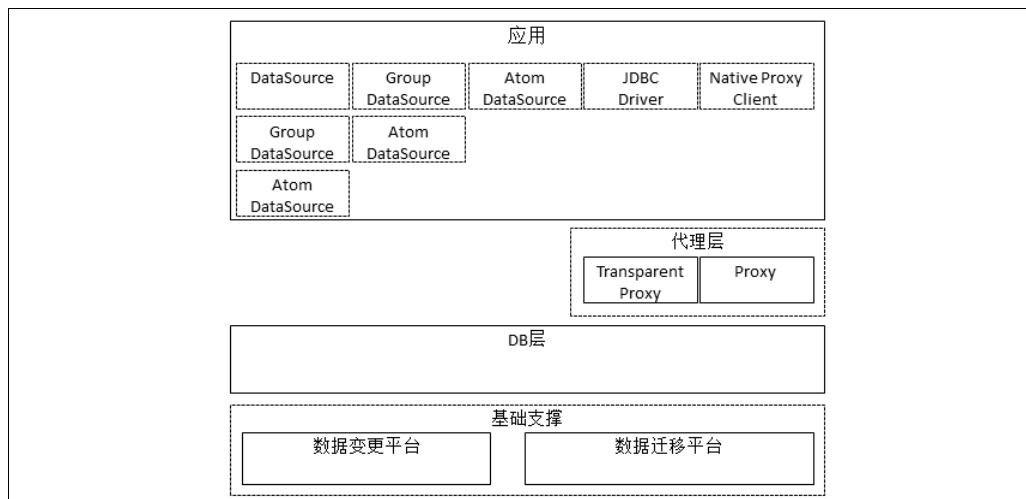 应用
DataSource
Group
DataSource
Atom
DataSource
JDBC
Driver
Native Proxy
Client
Group
DataSource
Atom
DataSource
Atom
DataSource
代理层
Transparent
Proxy
Proxy
DB层
基础支撑
数据变更平台
数据迁移平台